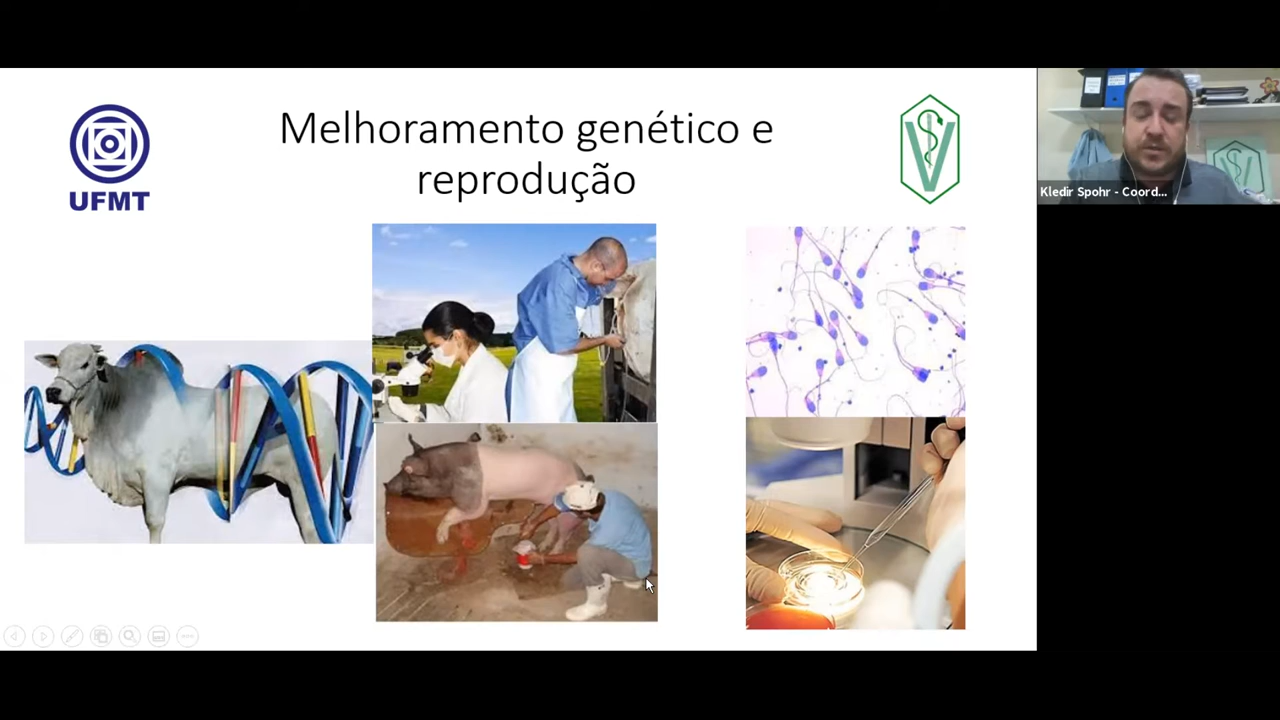 Melhoramento genético e
reprodução
UFMT
V
Kledir Spohr - Coord...